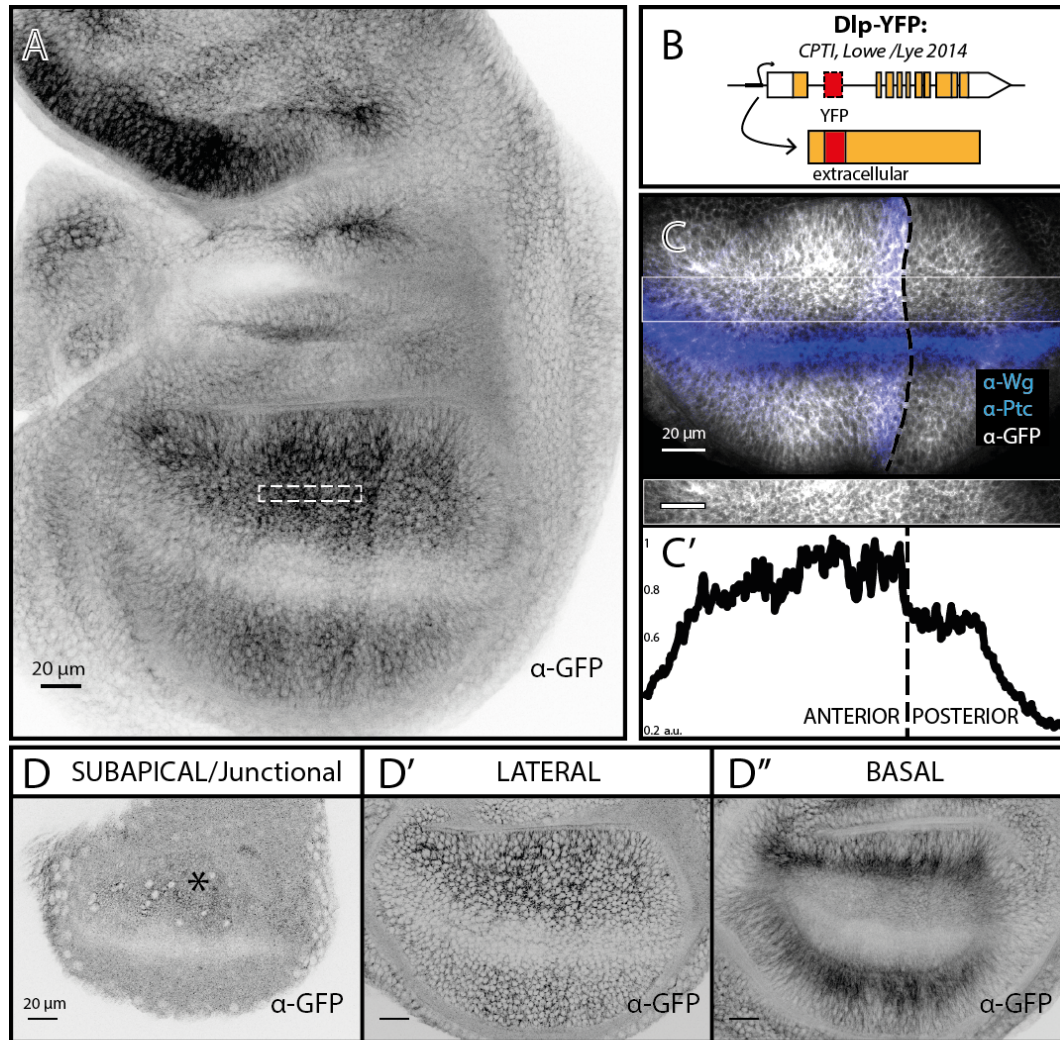 A
20 µm
α-GFP
B
Dlp-YFP:
CPTI, Lowe /Lye 2014
YFP
extracellular
C
α-Wg
α-Ptc
α-GFP
20 µm
C'
1
0.8
0.6
0.2 a.u.
ANTERIOR
POSTERIOR
D
SUBAPICAL/Junctional
*
20 µm
α-GFP
D'
LATERAL
α-GFP
D"
BASAL
α-GFP